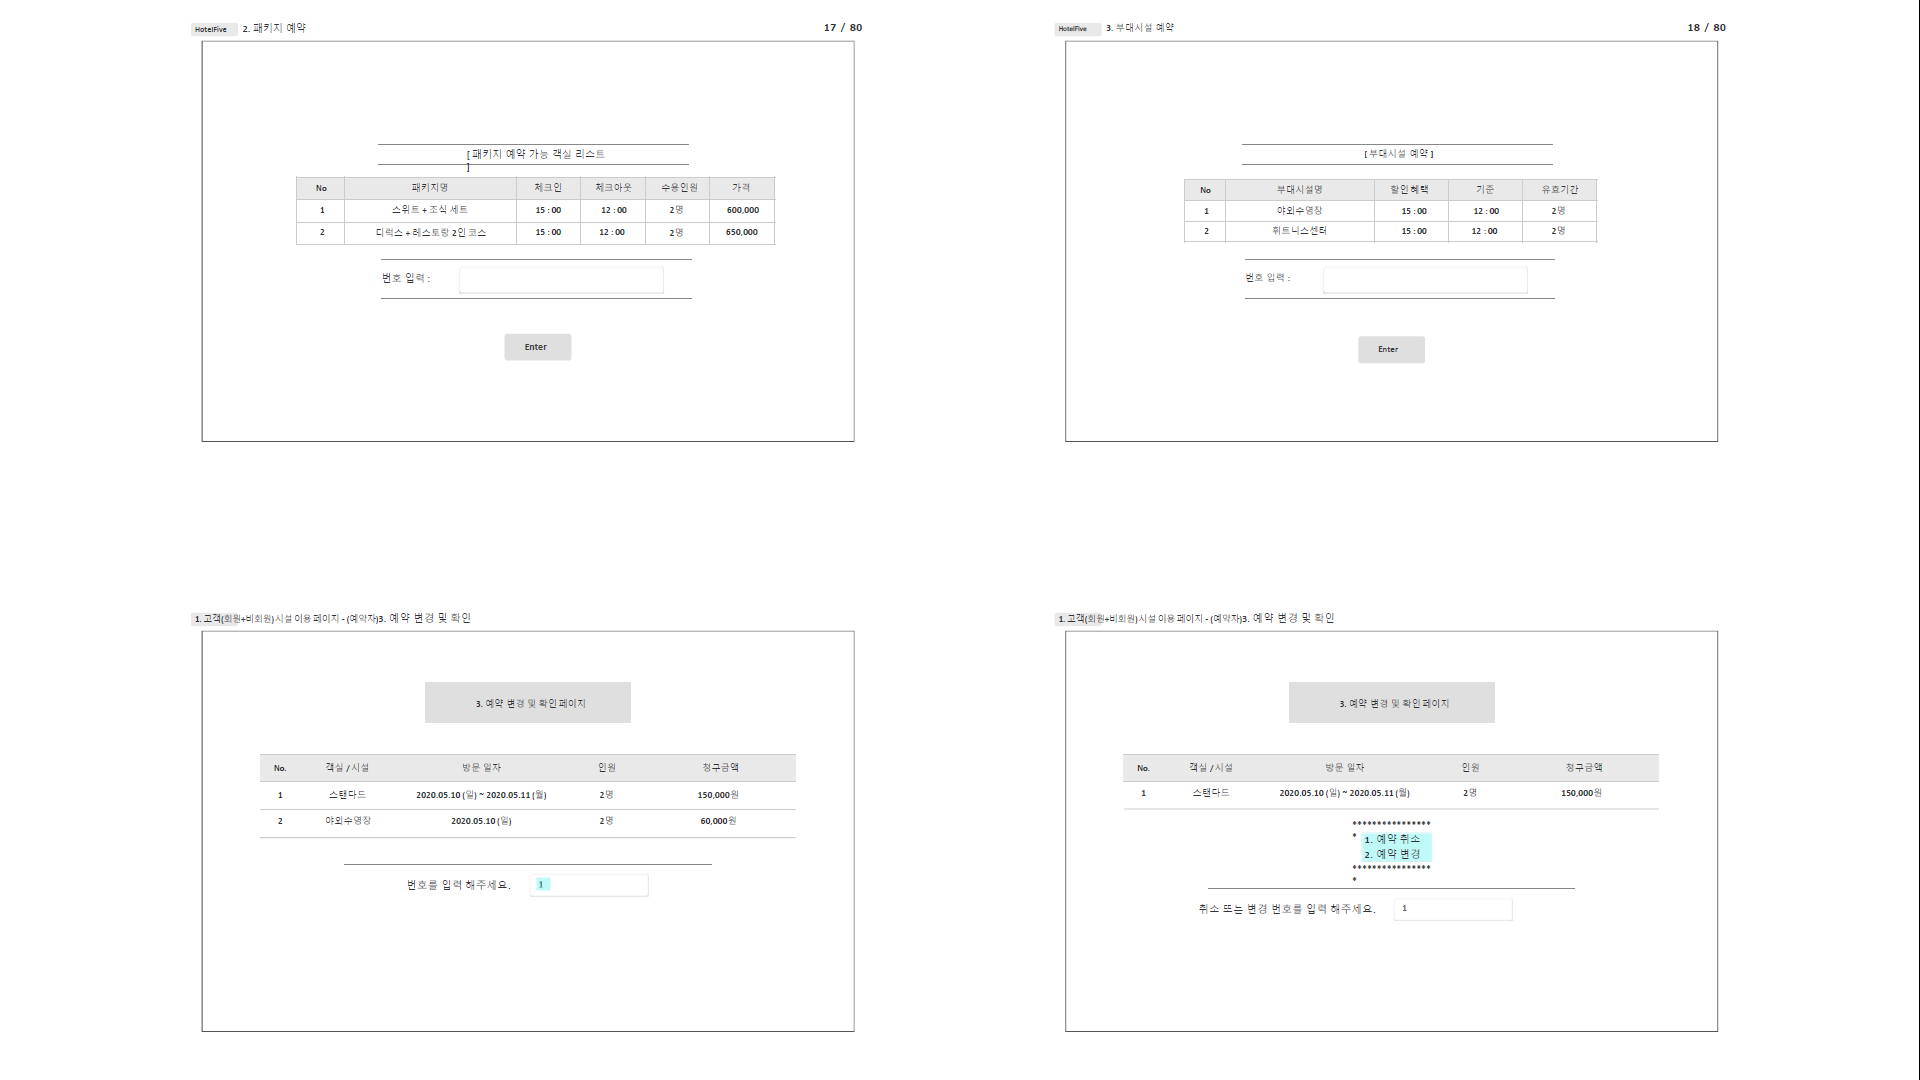 HotelFive 2. 패키지 예약 17 / 80
[ 패키지 예약 가능 객실 리스트
]
No 패키지명 체크인 체크아웃 수용인원 가격
1 스위트 + 조식 세트 15 : 00 12 : 00 2명 600,000
2 디럭스 + 레스토랑 2인 코스 15 : 00 12 : 00 2명 650,000
번호 입력 :
Enter
HotelFive 3. 부대시설 예약 18 / 80
[ 부대시설 예약 ]
No 부대시설명 할인혜택 기준 유효기간
1 야외수영장 15 : 00 12 : 00 2명
2 휘트니스센터 15 : 00 12 : 00 2명
번호 입력 :
Enter
1. 고객(회원+비회원)시설 이용 페이지 - (예약자)3. 예약 변경 및 확인
3. 예약 변경 및 확인페이지
No. 객실 / 시설 방문 일자 인원 청구금액
1 스탠다드 2020.05.10 (일) ~ 2020.05.11 (월) 2명 150,000원
2 야외수영장 2020.05.10 (일) 2명 60,000원
번호를 입력 해주세요. 1
1. 고객(회원+비회원)시설 이용 페이지 - (예약자)3. 예약 변경 및 확인
3. 예약 변경 및 확인페이지
No. 객실 / 시설 방문 일자 인원 청구금액
1 스탠다드 2020.05.10 (일) ~ 2020.05.11 (월) 2명 150,000원
****************
* 1. 예약 취소
2. 예약 변경
****************
*
취소 또는 변경 번호를 입력 해주세요. 1